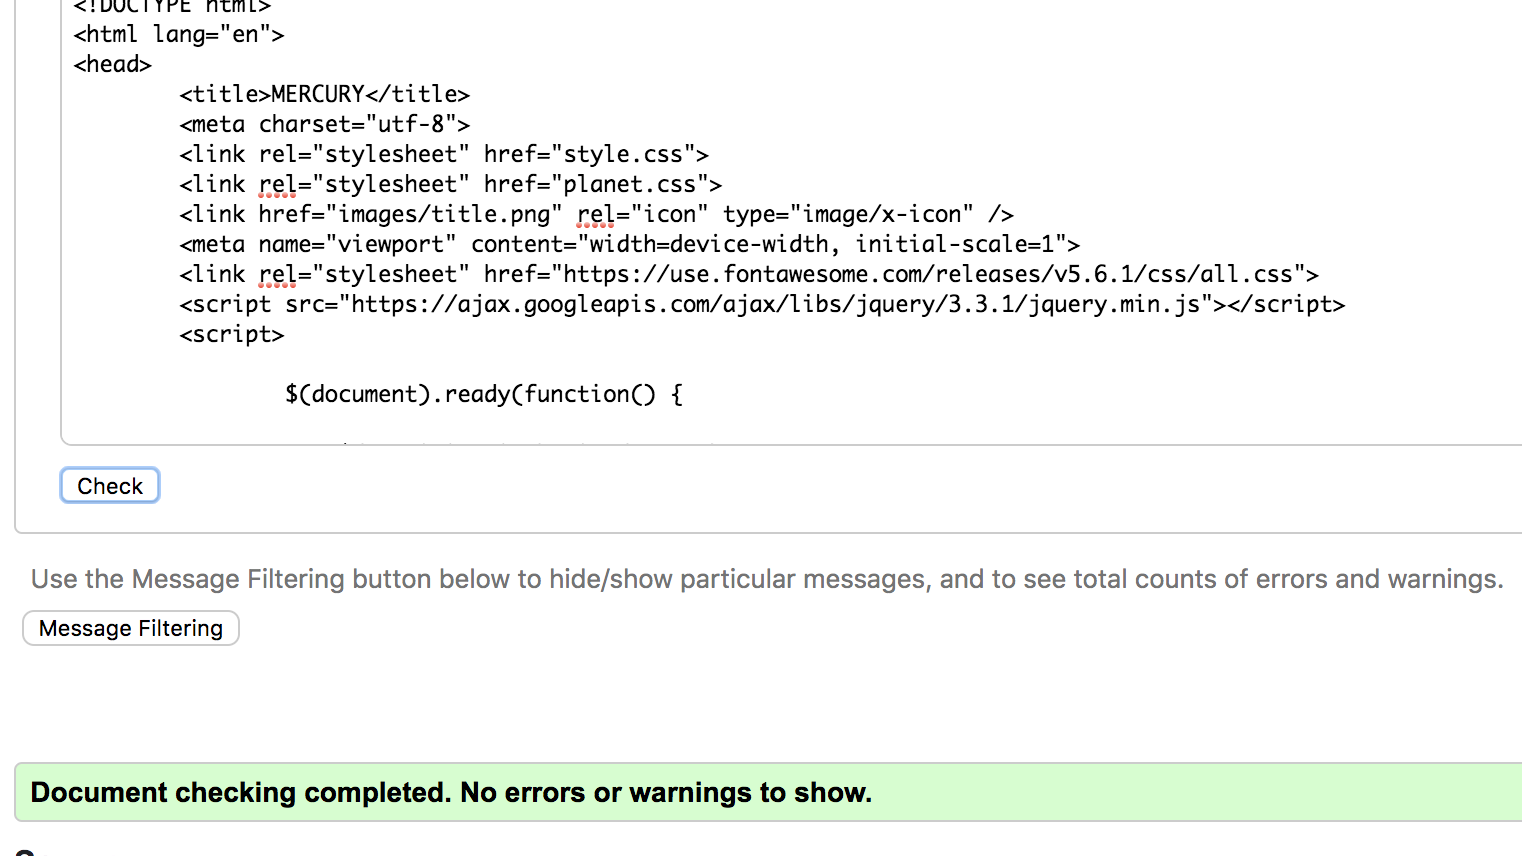 <!DOCTYPE html>
<html lang="en">
<head>
<title>MERCURY</title>
<meta charset="utf-8">
<link rel="stylesheet" href="style.css">
<link rel="stylesheet" href="planet.css">
<link href="images/title.png" rel="icon" type="image/x-icon" />
<meta name="viewport" content="width=device-width, initial-scale=1">
<link rel="stylesheet" href="https://use.fontawesome.com/releases/v5.6.1/css/all.css">
<script src="https://ajax.googleapis.com/ajax/libs/jquery/3.3.1/jquery.min.js"></script>
<script>
$(document).ready(function() {
Check
Use the Message Filtering button below to hide/show particular messages, and to see total counts of errors and warnings.
Message Filtering
Document checking completed. No errors or warnings to show.